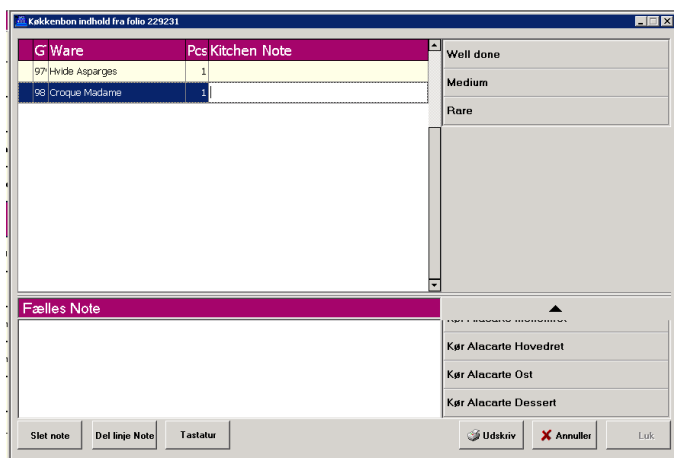 Køkkenbon indhold fra folio 229231
G Ware Pcs Kitchen Note
97 Hvide Asparges 1
98 Croque Madame 1
Well done
Medium
Rare
Fælles Note
Kør Alacarte Hovedret
Kør Alacarte Ost
Kør Alacarte Dessert
Slet note Del linje Note Tastatur Udskriv Annuller Luk